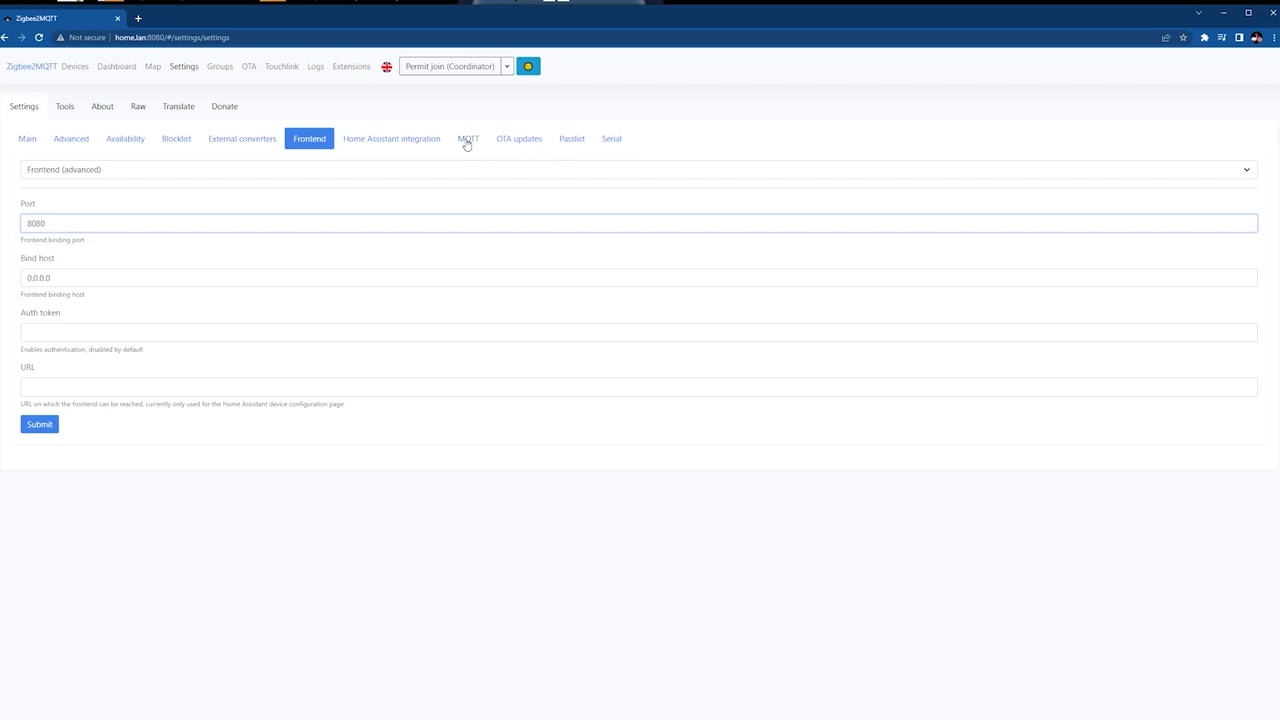 Zigbee2MQTT
Not secure home.lan:8080/#/settings/settings
Zigbee2MQTT Devices Dashboard Map Settings Groups OTA Touchlink Logs Extensions Permit join (Coordinator)
Settings Tools About Raw Translate Donate
Main Advanced Availability Blocklist External converters Frontend Home Assistant integration MQTT OTA updates Passlist Serial
Frontend (advanced)
Port
8080
Frontend binding port
Bind host
0.0.0.0
Frontend binding host
Auth token
Enables authentication, disabled by default
URL
URL on which the frontend can be reached, currently only used for the Home Assistant device configuration page
Submit